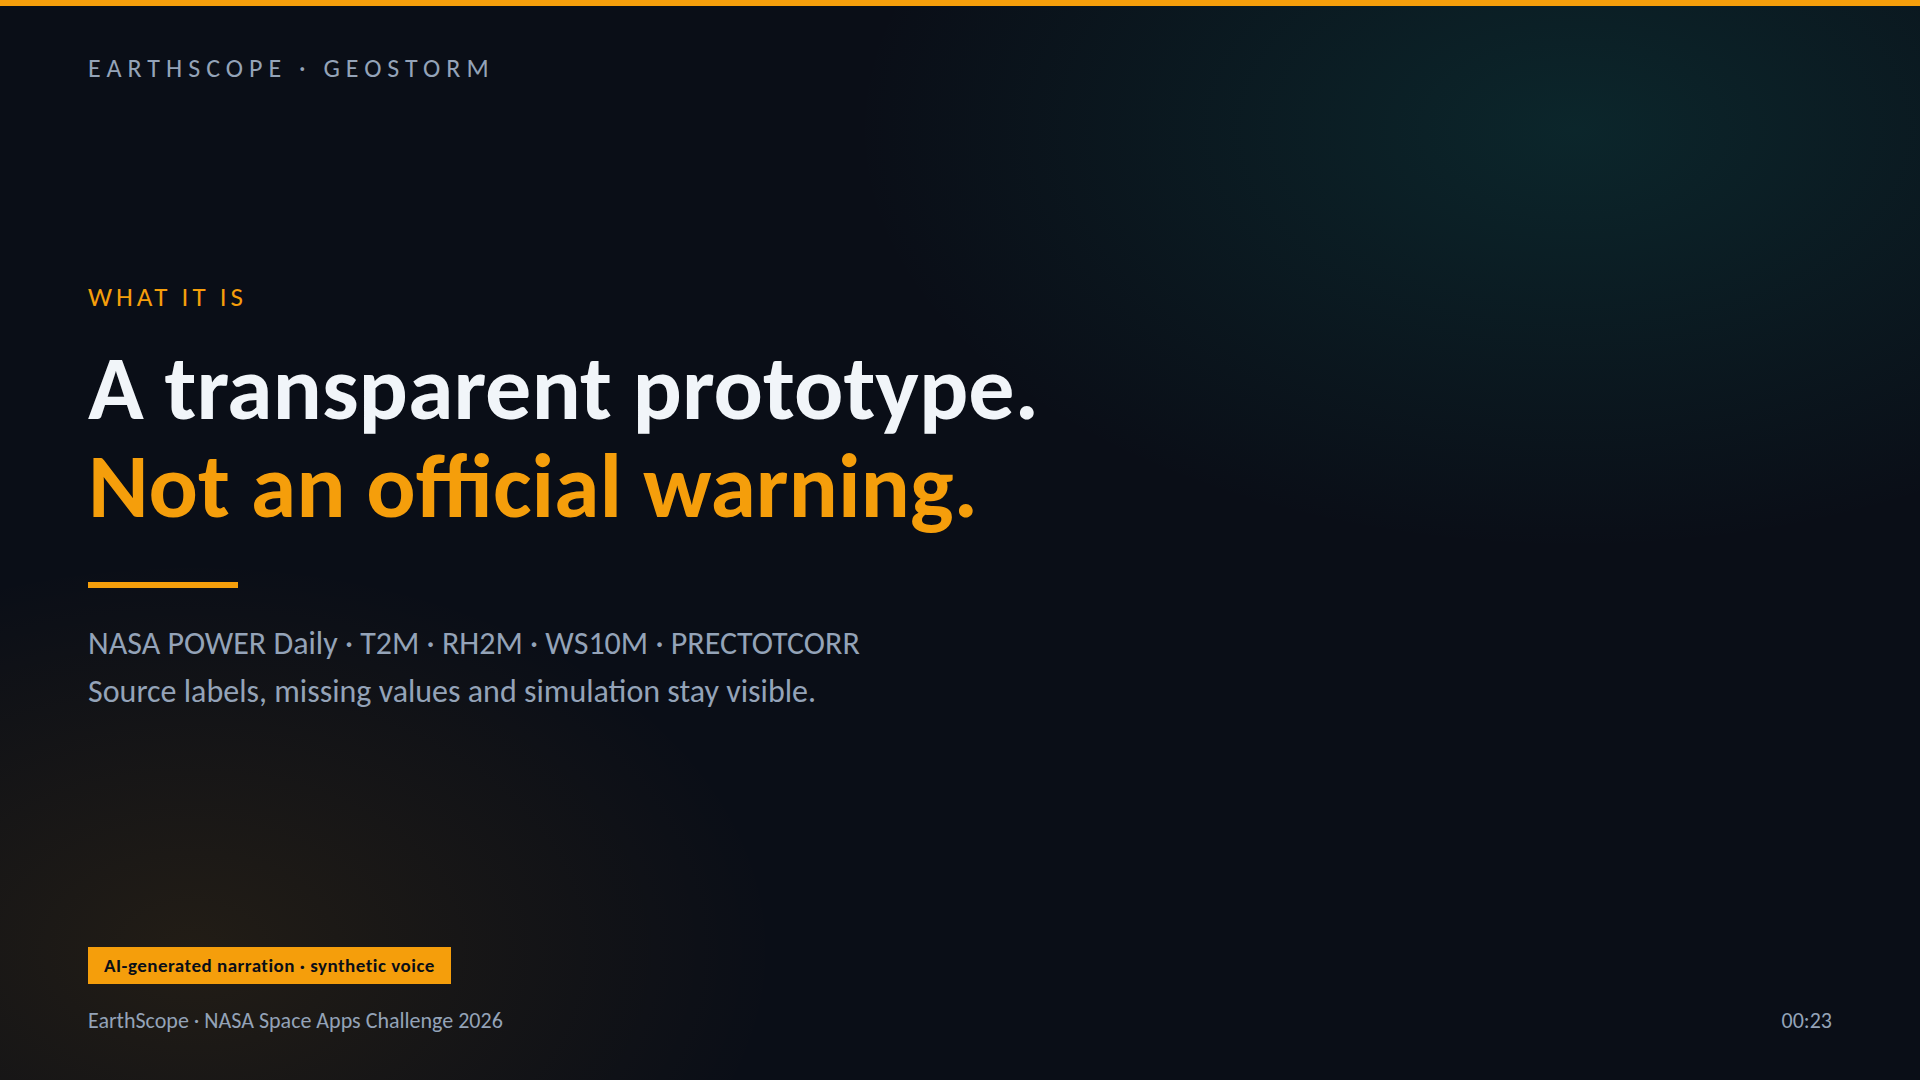 EARTHSCOPE · GEOSTORM
WHAT IT IS
A transparent prototype.
Not an official warning.
NASA POWER Daily · T2M · RH2M · WS10M · PRECTOTCORR
Source labels, missing values and simulation stay visible.
AI-generated narration · synthetic voice
EarthScope · NASA Space Apps Challenge 2026
00:23